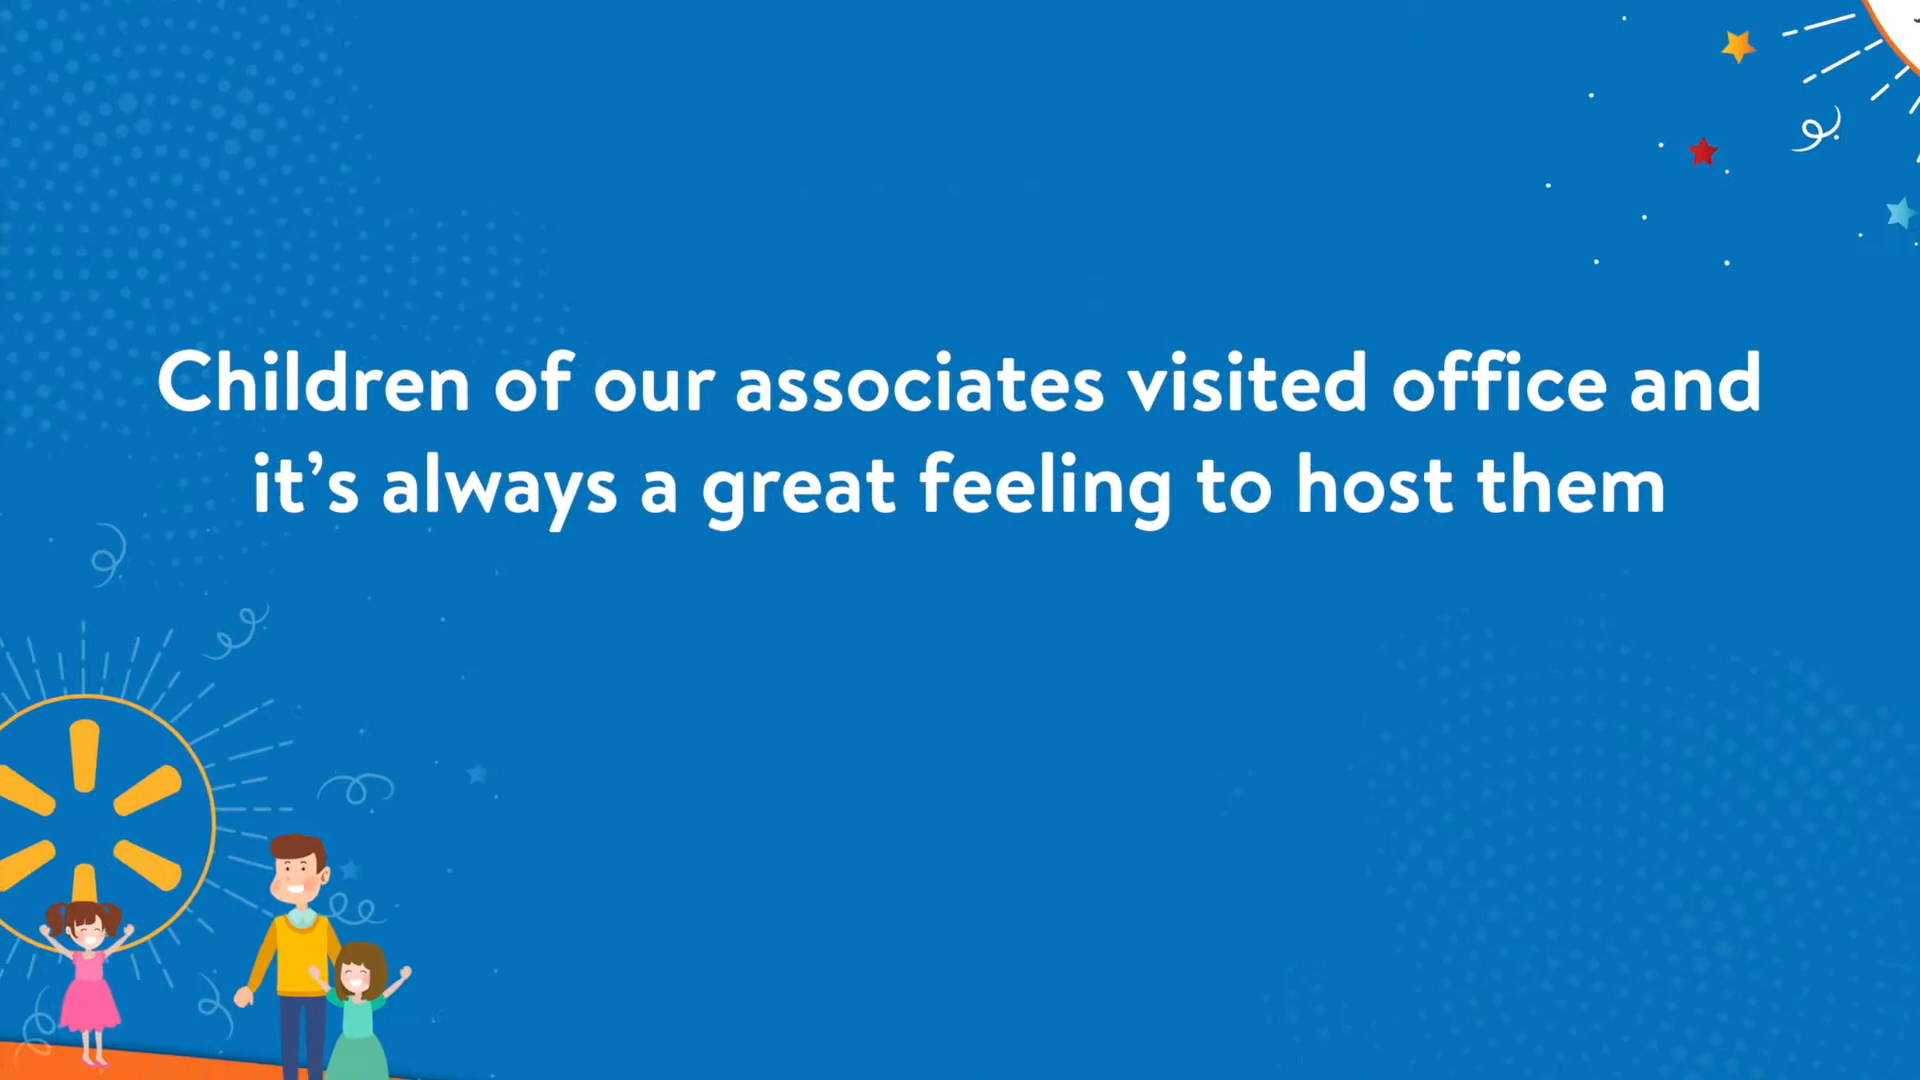 Children of our associates visited office and
it’s always a great feeling to host them